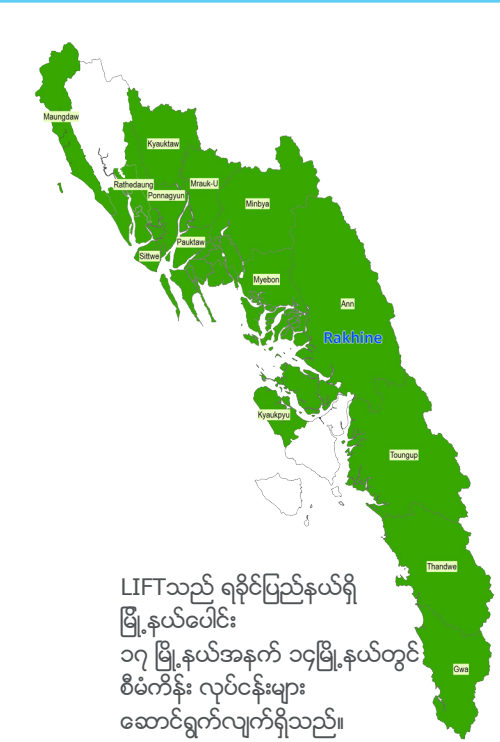 Maungdaw
Kyauktaw
Rathedaung
Mrauk-U
Ponnagyun
Minbya
Pauktaw
Sittwe
Myebon
Ann
Rakhine
Kyaukpyu
Toungup
Thandwe
Gwa
LIFTသည် ရခိုင်ပြည်နယ်ရှိ
မြို့နယ်ပေါင်း
၁၇ မြို့နယ်အနက် ၁၄မြို့နယ်တွင်
စီမံကိန်း လုပ်ငန်းများ
ဆောင်ရွက်လျက်ရှိသည်။